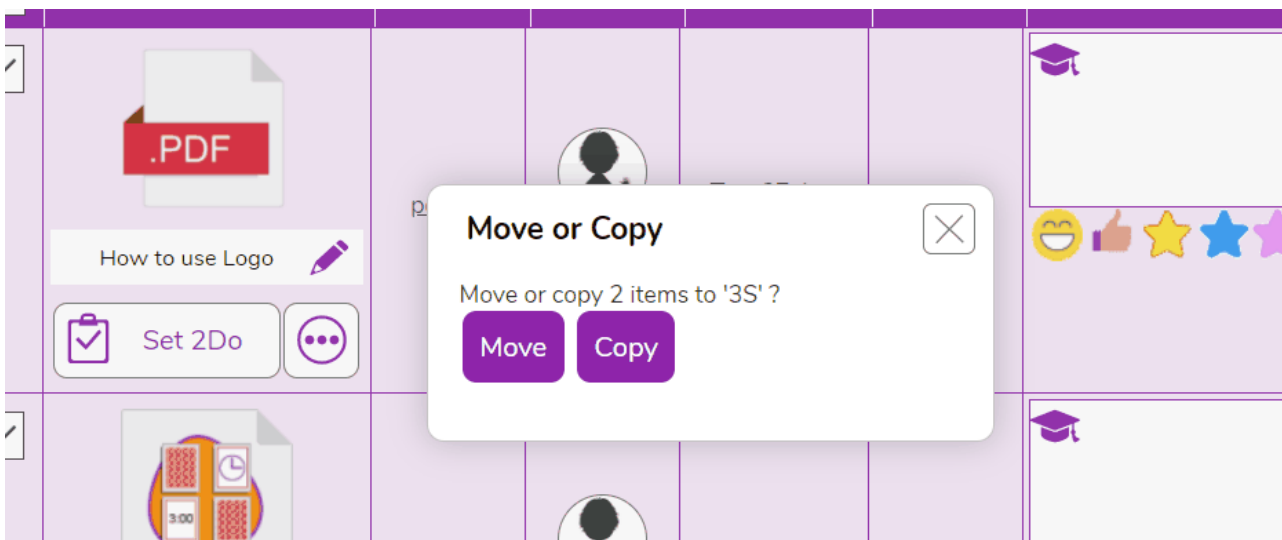 .PDF
How to use Logo
Set 2Do
Move or Copy
Move or copy 2 items to '3S' ?
Move
Copy
3:00